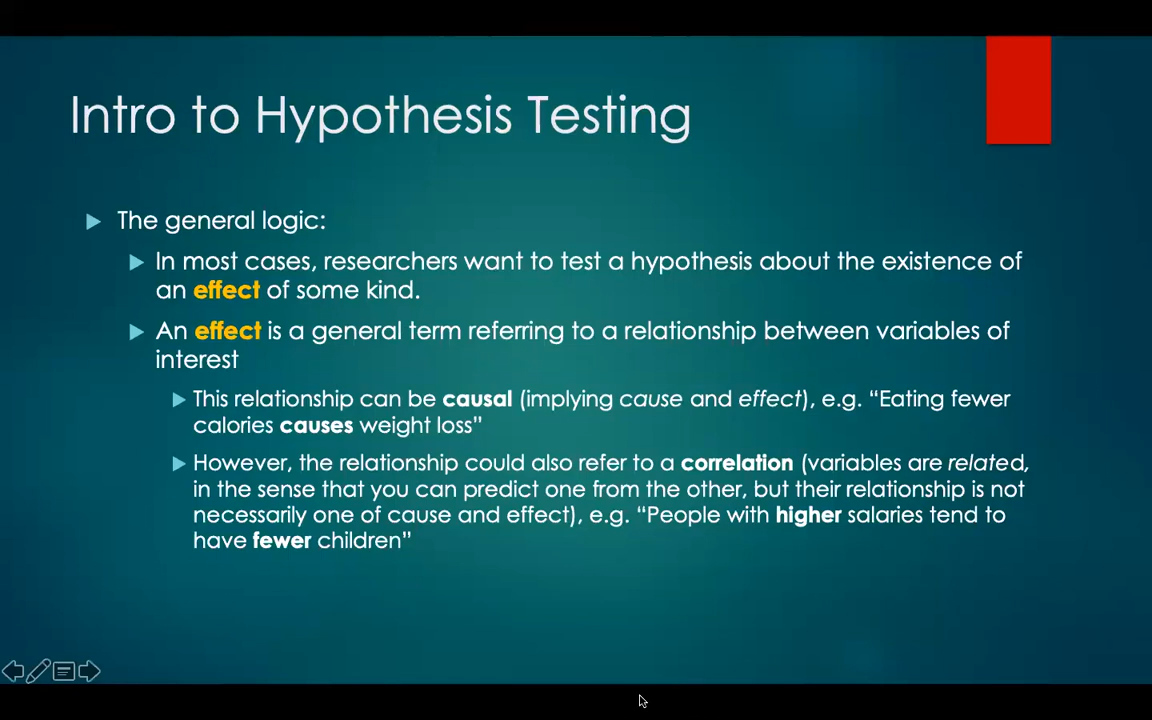 Intro to Hypothesis Testing
The general logic:
In most cases, researchers want to test a hypothesis about the existence of
an effect of some kind.
An effect is a general term referring to a relationship between variables of
interest
This relationship can be causal (implying cause and effect), e.g. “Eating fewer
calories causes weight loss”
However, the relationship could also refer to a correlation (variables are related,
in the sense that you can predict one from the other, but their relationship is not
necessarily one of cause and effect), e.g. “People with higher salaries tend to
have fewer children”